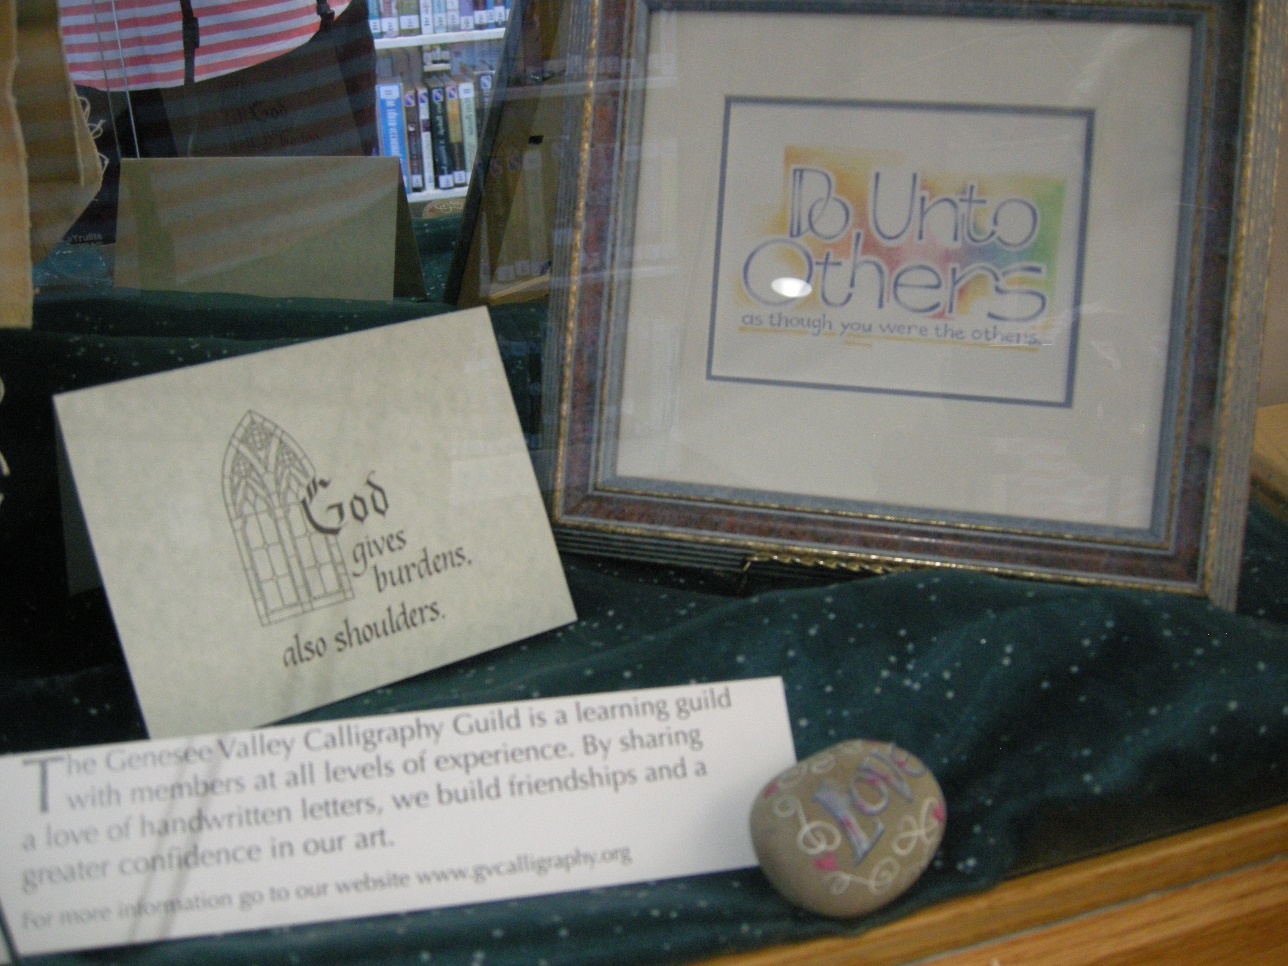 Do Unto
Others
as though you were the others.
God
gives
burdens,
also shoulders.
The Genesee Valley Calligraphy Guild is a learning guild
with members at all levels of experience. By sharing
a love of handwritten letters, we build friendships and a
greater confidence in our art.
For more information go to our website www.gvcalligraphy.org
Love